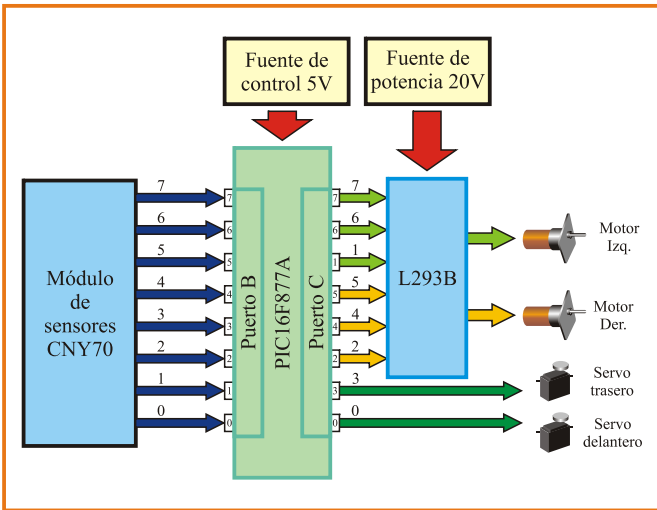 Fuente de
control 5V
Fuente de
potencia 20V
Módulo
de
sensores
CNY70
7
6
5
4
3
2
1
0
7
6
5
4
3
2
1
0
Puerto B
PIC16F877A
Puerto C
7
6
1
5
4
2
3
0
7
6
1
5
4
2
3
0
L293B
Motor
Izq.
Motor
Der.
Servo
trasero
Servo
delantero